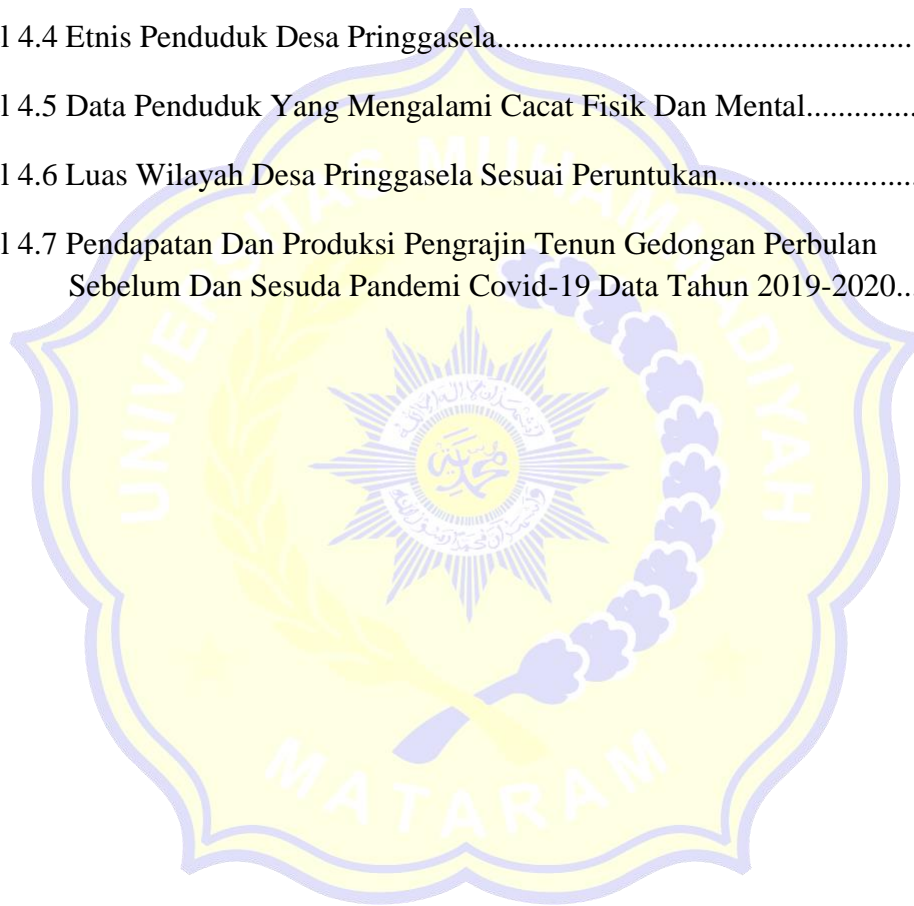 l 4.4 Etnis Penduduk Desa Pringgasela....................................................
l 4.5 Data Penduduk Yang Mengalami Cacat Fisik Dan Mental..............
l 4.6 Luas Wilayah Desa Pringgasela Sesuai Peruntukan.........................
l 4.7 Pendapatan Dan Produksi Pengrajin Tenun Gedongan Perbulan
Sebelum Dan Sesuda Pandemi Covid-19 Data Tahun 2019-2020...
UNIVERSITAS MUHAMMADIYAH
MATARAM